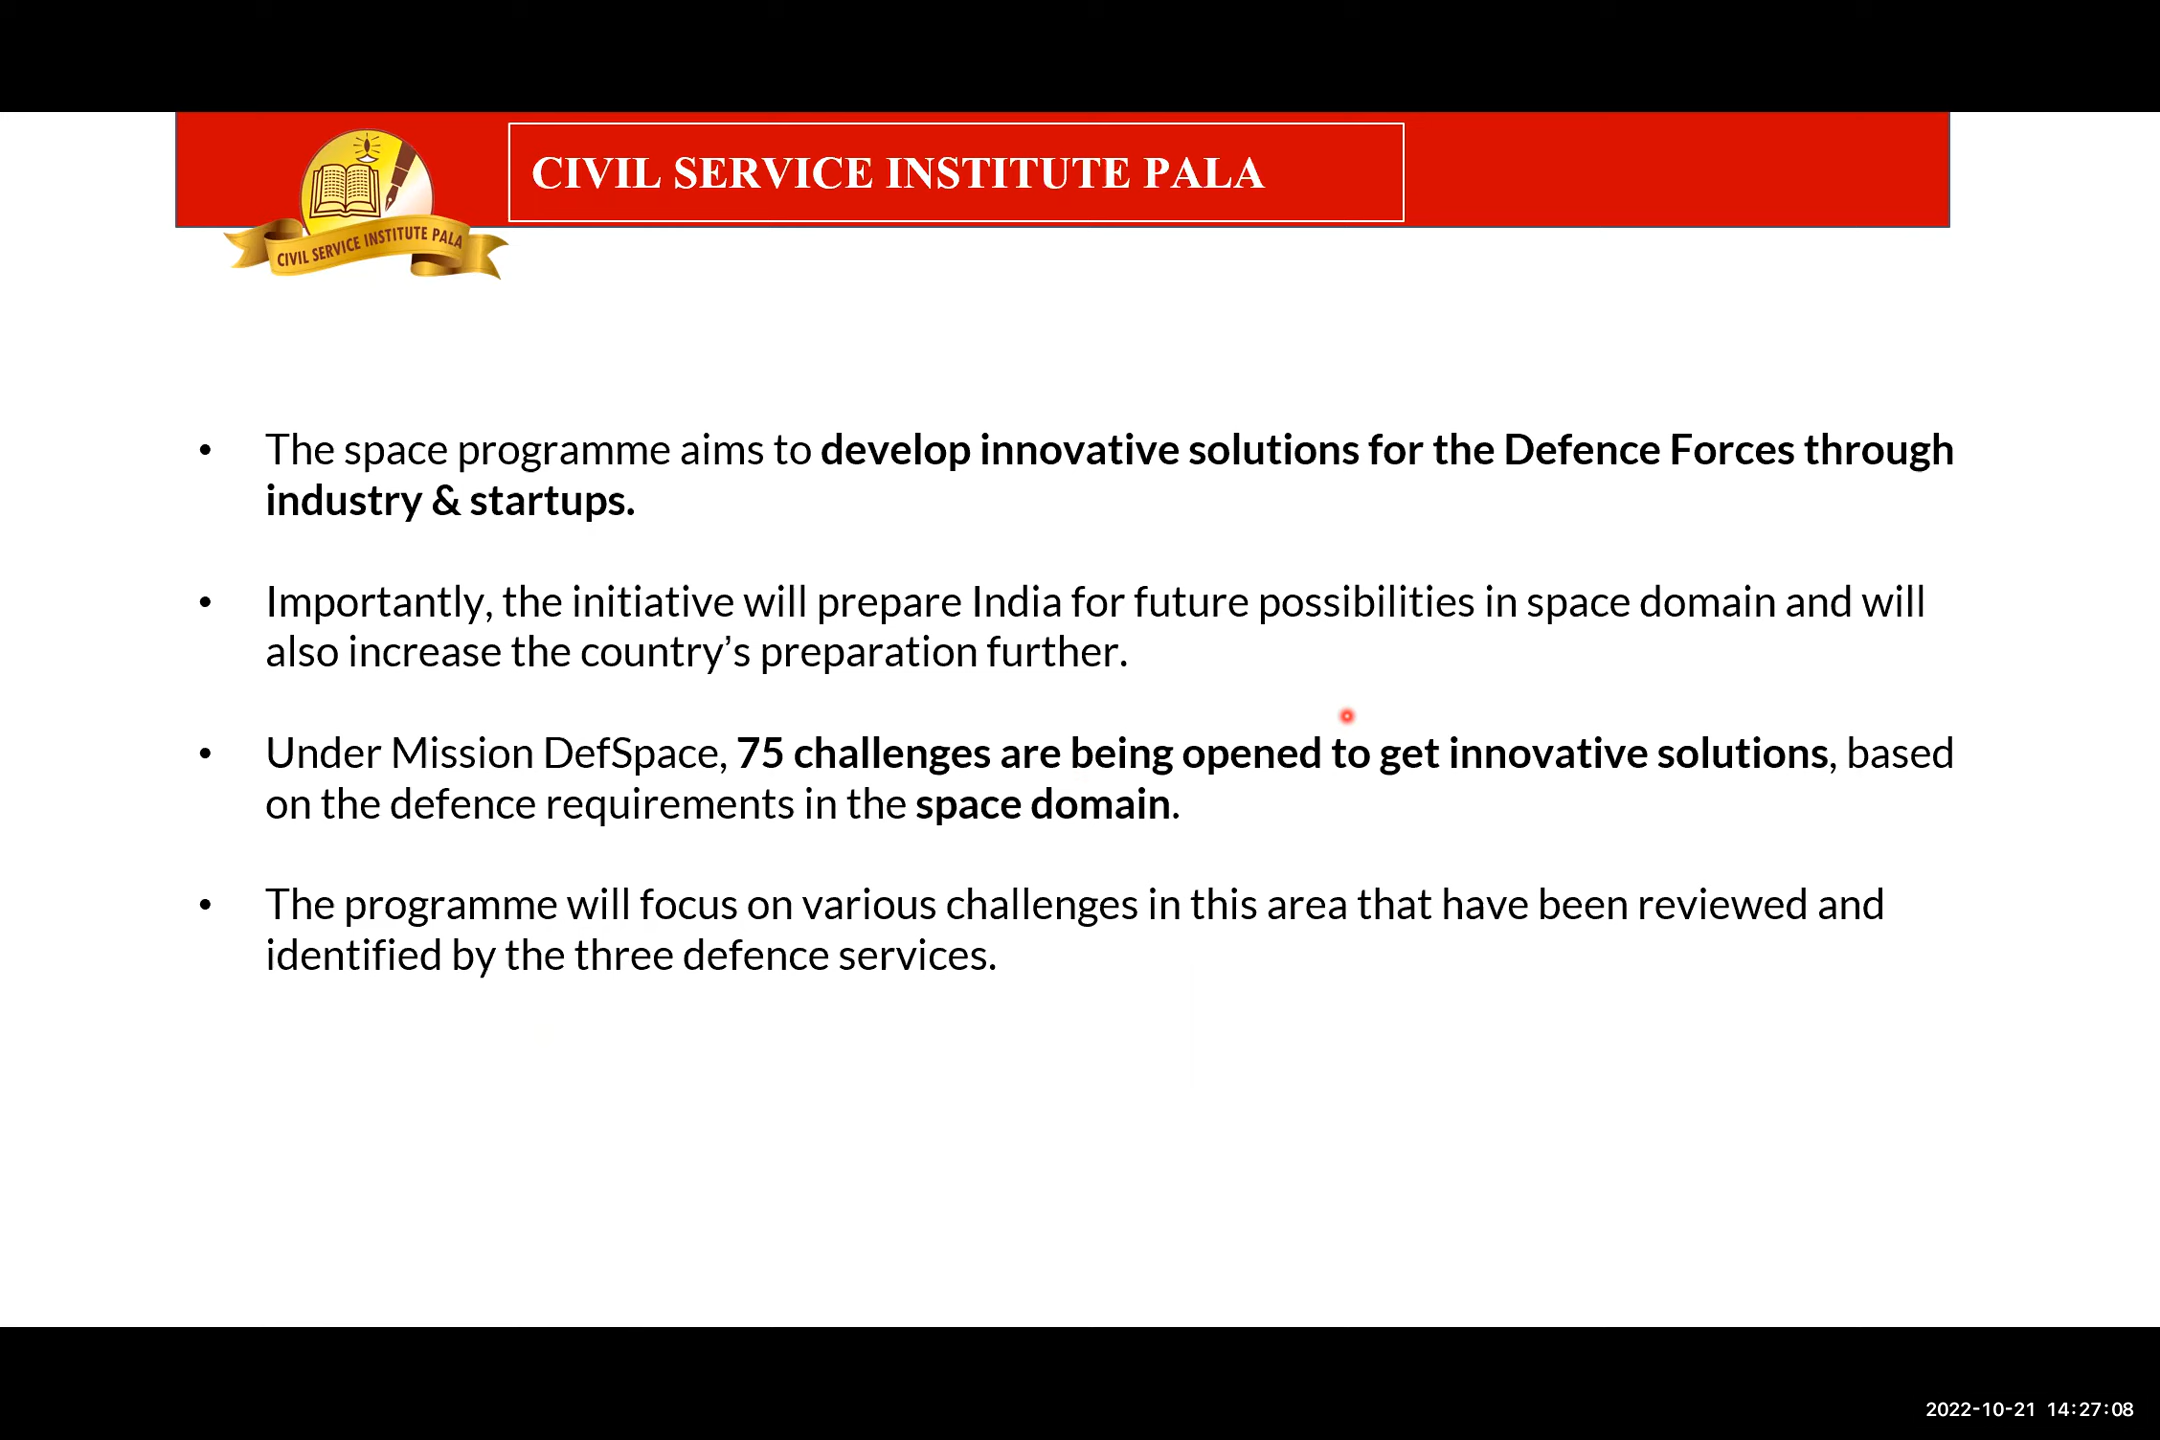 CIVIL SERVICE INSTITUTE PALA
CIVIL SERVICE INSTITUTE PALA
• The space programme aims to develop innovative solutions for the Defence Forces through
industry & startups.
• Importantly, the initiative will prepare India for future possibilities in space domain and will
also increase the country’s preparation further.
• Under Mission DefSpace, 75 challenges are being opened to get innovative solutions, based
on the defence requirements in the space domain.
• The programme will focus on various challenges in this area that have been reviewed and
identified by the three defence services.
2022-10-21 14:27:08